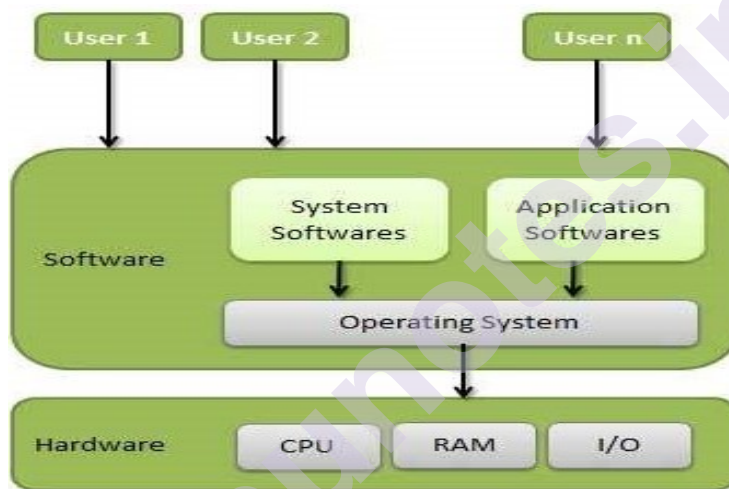 User 1
User 2
User n
System
Softwares
Application
Softwares
Software
Operating System
Hardware
CPU
RAM
I/O